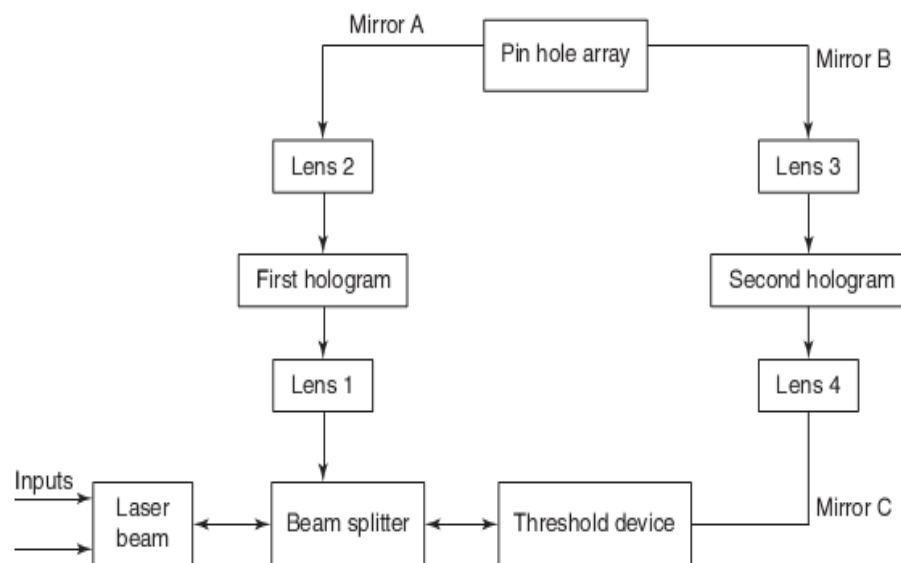 Mirror A
Pin hole array
Mirror B
Lens 2
Lens 3
First hologram
Second hologram
Lens 1
Lens 4
Inputs
Laser
beam
Beam splitter
Threshold device
Mirror C